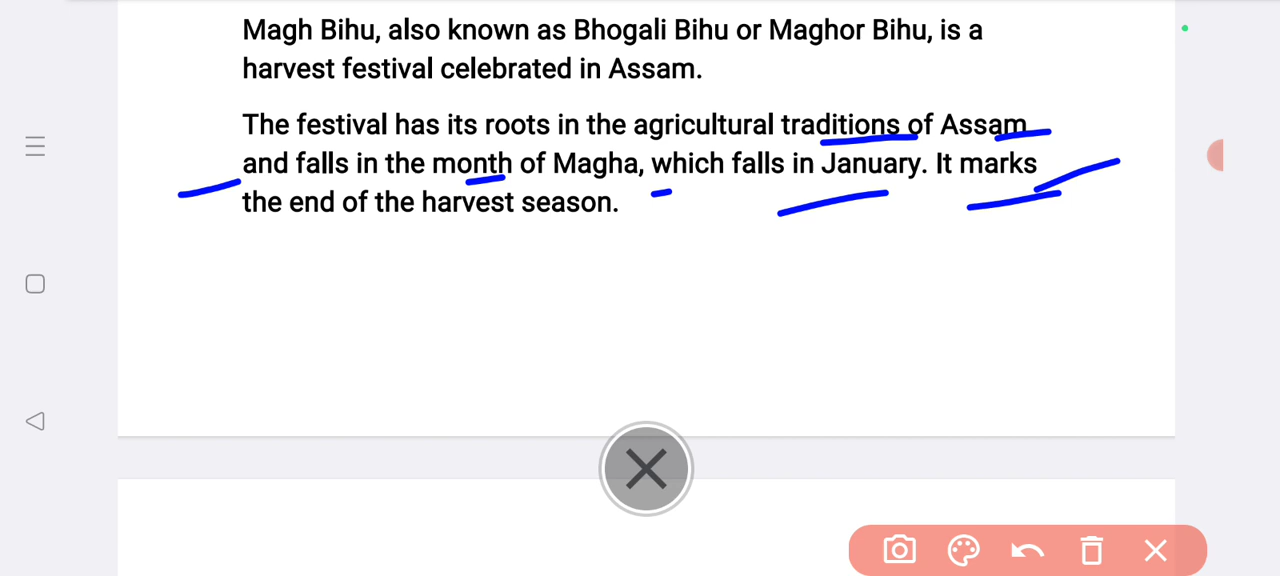 Magh Bihu, also known as Bhogali Bihu or Maghor Bihu, is a
harvest festival celebrated in Assam.
The festival has its roots in the agricultural traditions of Assam
and falls in the month of Magha, which falls in January. It marks
the end of the harvest season.